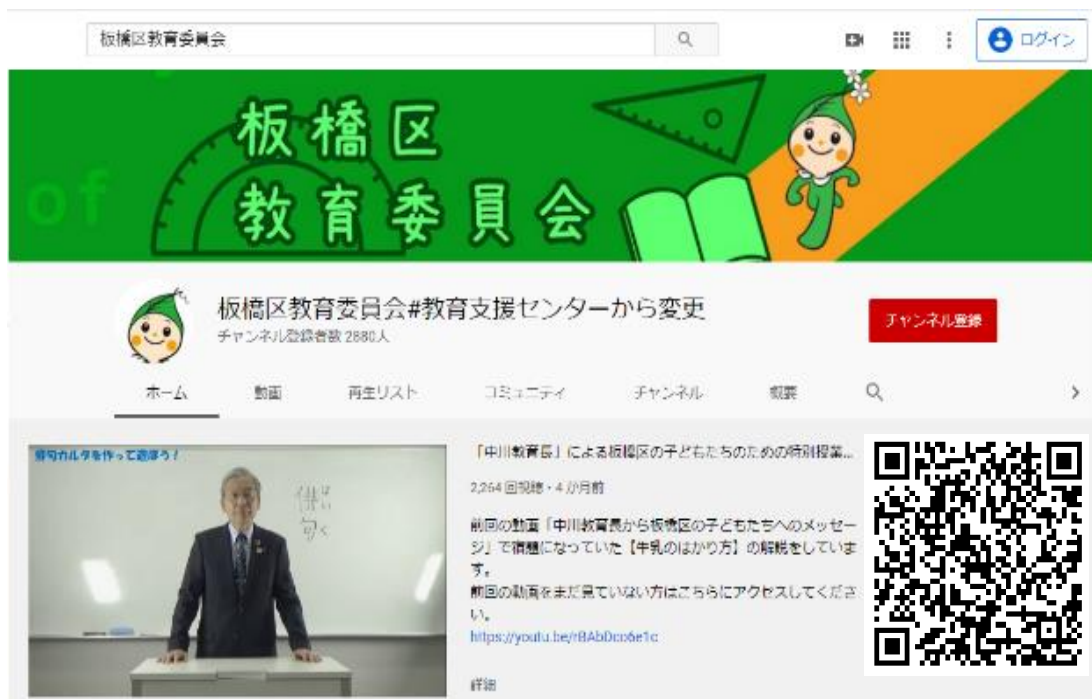 板橋区教育委員会
ログイン
of
板橋区
教育委員会
板橋区教育委員会#教育支援センターから変更
チャンネル登録者数 2880人
チャンネル登録
ホーム
動画
再生リスト
コミュニティ
チャンネル
概要
俳句カルタを作って遊ぼう!
俳句
はいく
「中川教育長」による板橋区の子どもたちのための特別授業...
2,264 回視聴・4 か月前
前回の動画「中川教育長から板橋区の子どもたちへのメッセー
ジ」で宿題になっていた【牛乳のはかり方】の解説をしていま
す。
前回の動画をまだ見ていない方はこちらにアクセスしてくださ
い。
https://youtu.be/rBAbDco6e1c
詳細